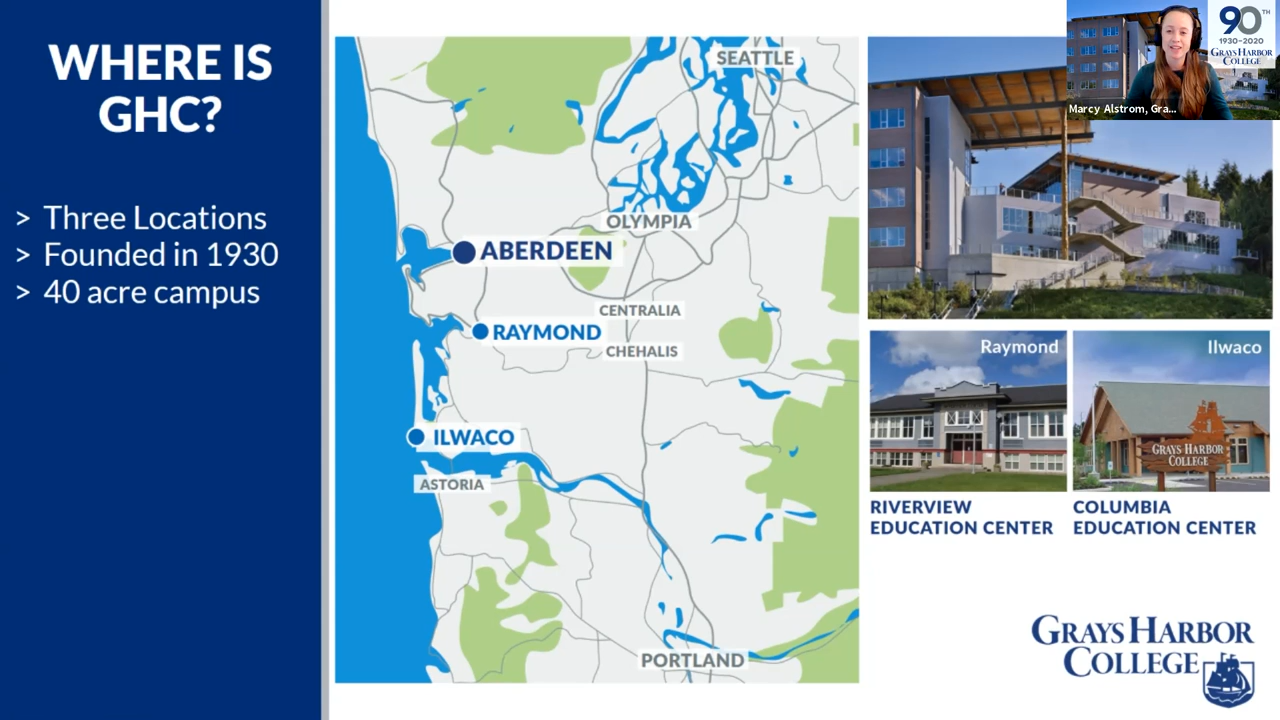 WHERE IS
GHC?
> Three Locations
> Founded in 1930
> 40 acre campus
SEATTLE
OLYMPIA
ABERDEEN
CENTRALIA
RAYMOND
CHEHALIS
ILWACO
ASTORIA
PORTLAND
90TH
1930-2020
GRAYS HARBOR
COLLEGE
Marcy Alstrom, Gra...
Raymond
Ilwaco
GRAYS HARBOR
COLLEGE
RIVERVIEW
EDUCATION CENTER
COLUMBIA
EDUCATION CENTER
GRAYS HARBOR
COLLEGE